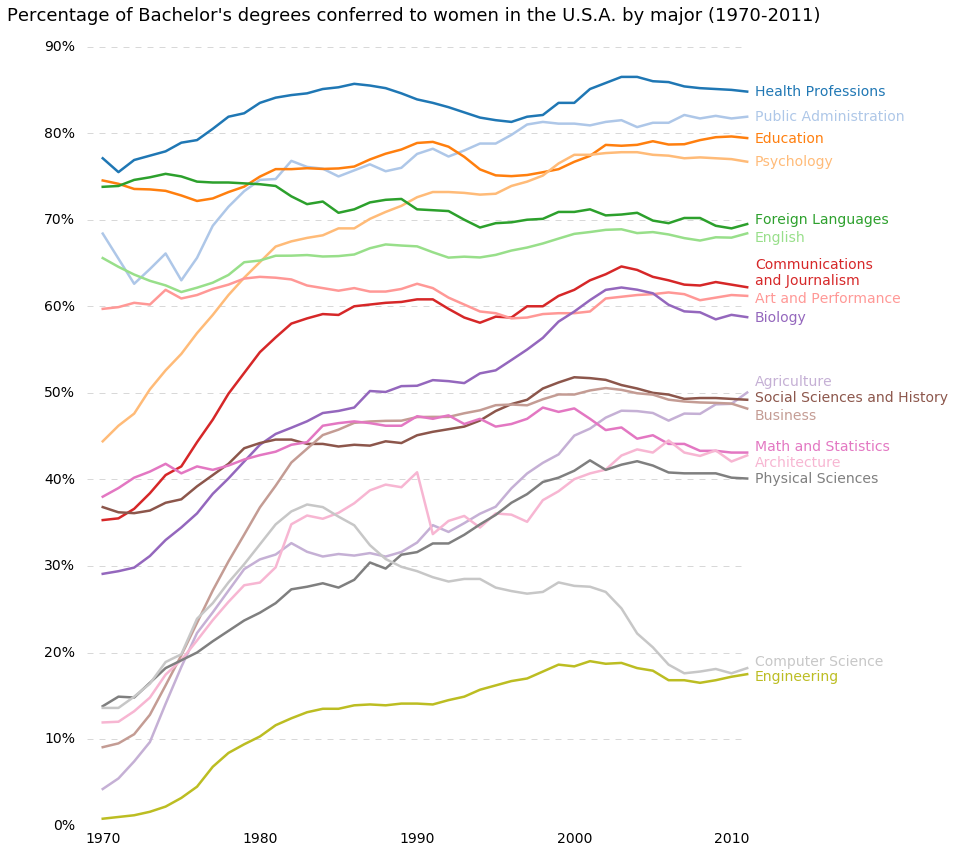 Percentage of Bachelor's degrees conferred to women in the U.S.A. by major (1970-2011)
90%
80%
70%
60%
50%
40%
30%
20%
10%
0%
Health Professions
Public Administration
Education
Psychology
Foreign Languages
English
Communications
and Journalism
Art and Performance
Biology
Agriculture
Social Sciences and History
Business
Math and Statistics
Architecture
Physical Sciences
Computer Science
Engineering
1970 1980 1990 2000 2010